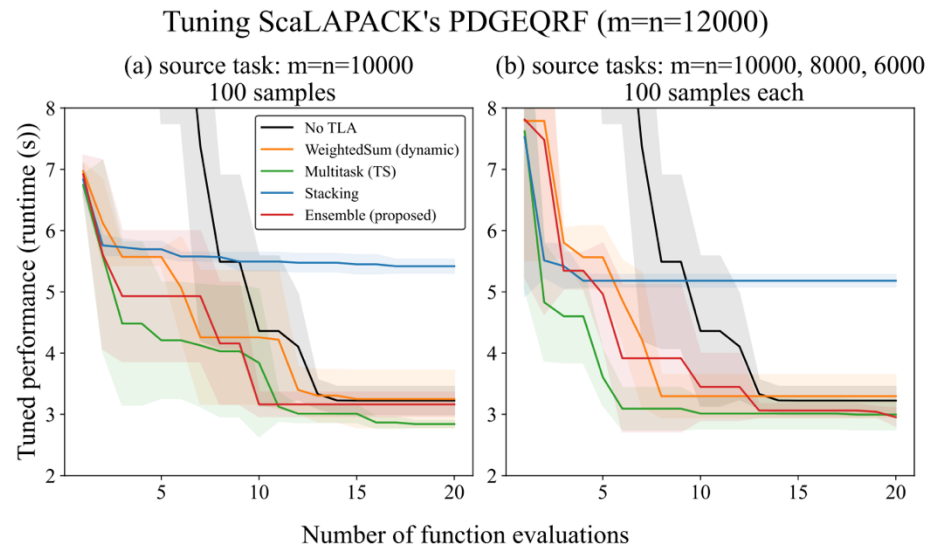 Tuning ScaLAPACK's PDGEQRF (m=n=12000)
(a) source task: m=n=10000
100 samples
(b) source tasks: m=n=10000, 8000, 6000
100 samples each
Tuned performance (runtime (s))
8
7
6
5
4
3
2
No TLA
WeightedSum (dynamic)
Multitask (TS)
Stacking
Ensemble (proposed)
5
10
15
20
8
7
6
5
4
3
2
5
10
15
20
Number of function evaluations